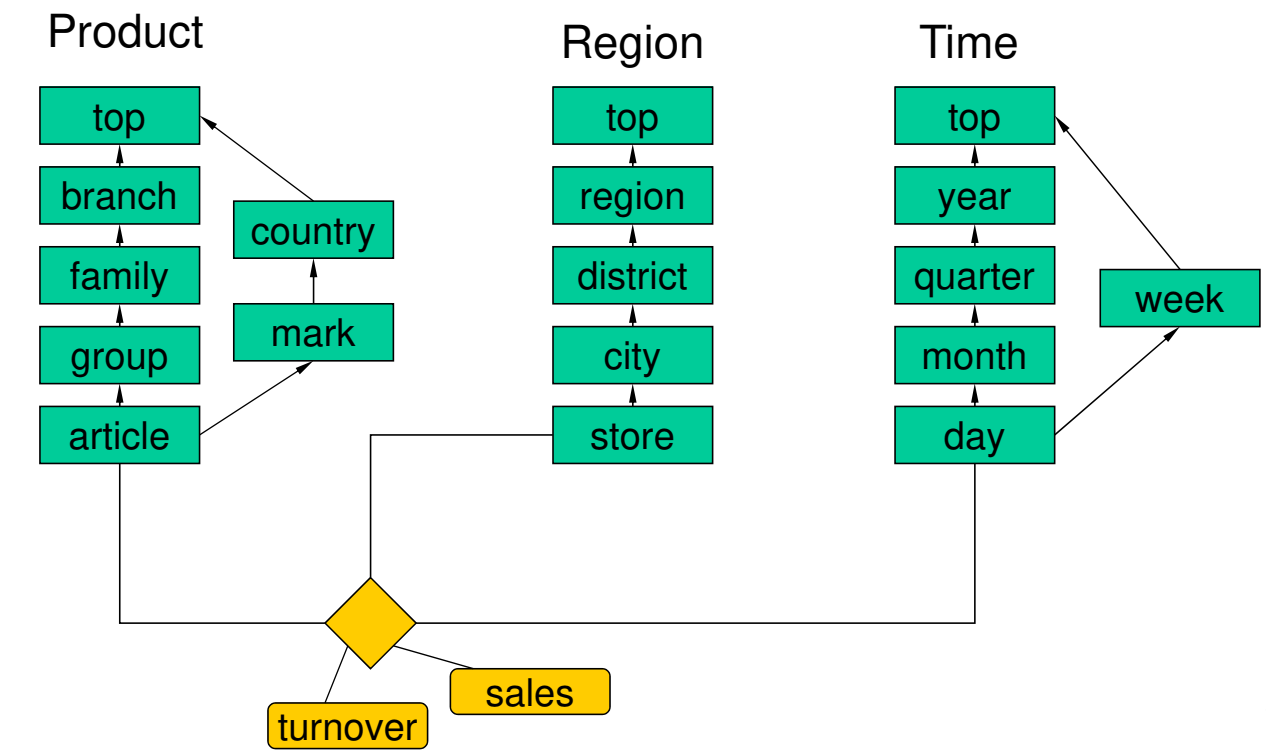 Product
top
branch
family
group
article
country
mark
Region
top
region
district
city
store
Time
top
year
quarter
month
day
week
turnover
sales